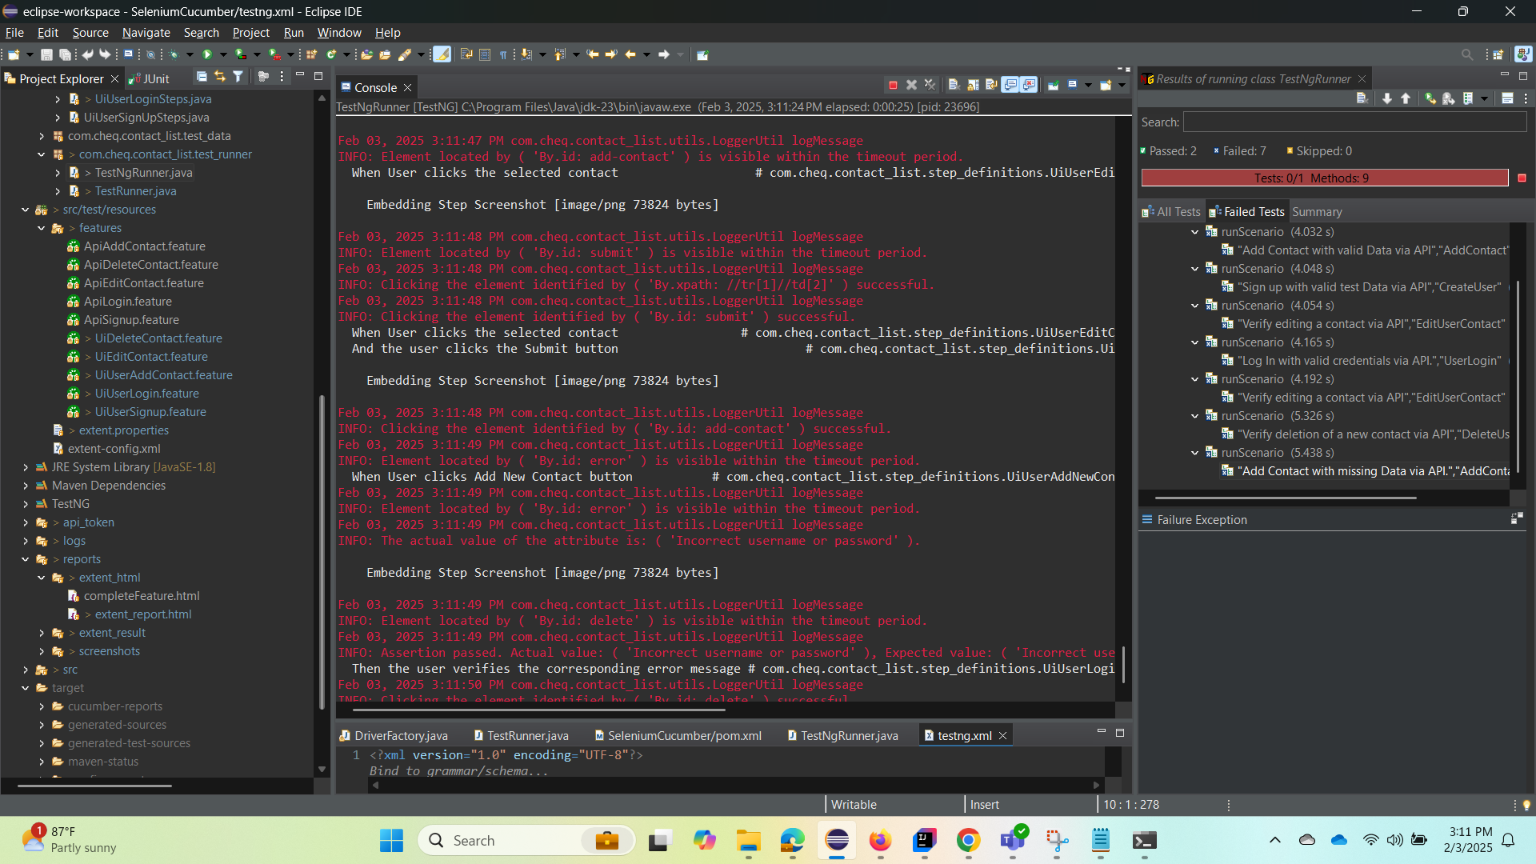 eclipse-workspace - SeleniumCucumber/testng.xml - Eclipse IDE
File Edit Source Navigate Search Project Run Window Help
Project Explorer
JUnit
> UiUserLoginSteps.java
UiUserSignUpSteps.java
com.cheq.contact_list.test_data
> com.cheq.contact_list.test_runner
> TestNgRunner.java
> TestRunner.java
> src/test/resources
> features
ApiAddContact.feature
ApiDeleteContact.feature
ApiEditContact.feature
ApiLogin.feature
ApiSignup.feature
> UiDeleteContact.feature
> UiEditContact.feature
> UiUserAddContact.feature
> UiUserLogin.feature
> UiUserSignup.feature
> extent.properties
extent-config.xml
JRE System Library [JavaSE-1.8]
Maven Dependencies
TestNG
> api_token
> logs
> reports
> extent_html
completeFeature.html
> extent_report.html
> extent_result
> screenshots
> src
target
cucumber-reports
generated-sources
generated-test-sources
maven-status
Console
TestNgRunner [TestNG] C:\Program Files\Java\jdk-23\bin\javaw.exe (Feb 3, 2025, 3:11:24 PM elapsed: 0:00:25) [pid: 23696]
Feb 03, 2025 3:11:47 PM com.cheq.contact_list.utils.LoggerUtil logMessage
INFO: Element located by ( 'By.id: add-contact' ) is visible within the timeout period.
When User clicks the selected contact # com.cheq.contact_list.step_definitions.UiUserEdi
Embedding Step Screenshot [image/png 73824 bytes]
Feb 03, 2025 3:11:48 PM com.cheq.contact_list.utils.LoggerUtil logMessage
INFO: Element located by ( 'By.id: submit' ) is visible within the timeout period.
Feb 03, 2025 3:11:48 PM com.cheq.contact_list.utils.LoggerUtil logMessage
INFO: Clicking the element identified by ( 'By.xpath: //tr[1]//td[2]' ) successful.
Feb 03, 2025 3:11:48 PM com.cheq.contact_list.utils.LoggerUtil logMessage
INFO: Clicking the element identified by ( 'By.id: submit' ) successful.
When User clicks the selected contact # com.cheq.contact_list.step_definitions.UiUserEditC
And the user clicks the Submit button # com.cheq.contact_list.step_definitions.Ui
Embedding Step Screenshot [image/png 73824 bytes]
Feb 03, 2025 3:11:48 PM com.cheq.contact_list.utils.LoggerUtil logMessage
INFO: Clicking the element identified by ( 'By.id: add-contact' ) successful.
Feb 03, 2025 3:11:49 PM com.cheq.contact_list.utils.LoggerUtil logMessage
INFO: Element located by ( 'By.id: error' ) is visible within the timeout period.
When User clicks Add New Contact button # com.cheq.contact_list.step_definitions.UiUserAddNewCon
Feb 03, 2025 3:11:49 PM com.cheq.contact_list.utils.LoggerUtil logMessage
INFO: Element located by ( 'By.id: error' ) is visible within the timeout period.
Feb 03, 2025 3:11:49 PM com.cheq.contact_list.utils.LoggerUtil logMessage
INFO: The actual value of the attribute is: ( 'Incorrect username or password' ).
Embedding Step Screenshot [image/png 73824 bytes]
Feb 03, 2025 3:11:49 PM com.cheq.contact_list.utils.LoggerUtil logMessage
INFO: Element located by ( 'By.id: delete' ) is visible within the timeout period.
Feb 03, 2025 3:11:49 PM com.cheq.contact_list.utils.LoggerUtil logMessage
INFO: Assertion passed. Actual value: ( 'Incorrect username or password' ), Expected value: ( 'Incorrect use
Then the user verifies the corresponding error message # com.cheq.contact_list.step_definitions.UiUserLogi
Feb 03, 2025 3:11:50 PM com.cheq.contact_list.utils.LoggerUtil logMessage
INFO: Clicking the element identified by ( 'By.id: delete' ) successful
DriverFactory.java TestRunner.java SeleniumCucumber/pom.xml TestNgRunner.java testng.xml
1 <?xml version="1.0" encoding="UTF-8"?>
Bind to grammar/schema...
Results of running class TestNgRunner
Search:
Passed: 2 Failed: 7 Skipped: 0
Tests: 0/1 Methods: 9
All Tests Failed Tests Summary
runScenario (4.032 s)
"Add Contact with valid Data via API","AddContact"
runScenario (4.048 s)
"Sign up with valid test Data via API","CreateUser"
runScenario (4.054 s)
"Verify editing a contact via API","EditUserContact"
runScenario (4.165 s)
"Log In with valid credentials via API.","UserLogin"
runScenario (4.192 s)
"Verify editing a contact via API","EditUserContact"
runScenario (5.326 s)
"Verify deletion of a new contact via API","DeleteUs
runScenario (5.438 s)
"Add Contact with missing Data via API.","AddConta
Failure Exception
Writable Insert 10 : 1 : 278
1
87°F
Partly sunny
Search
3:11 PM
2/3/2025